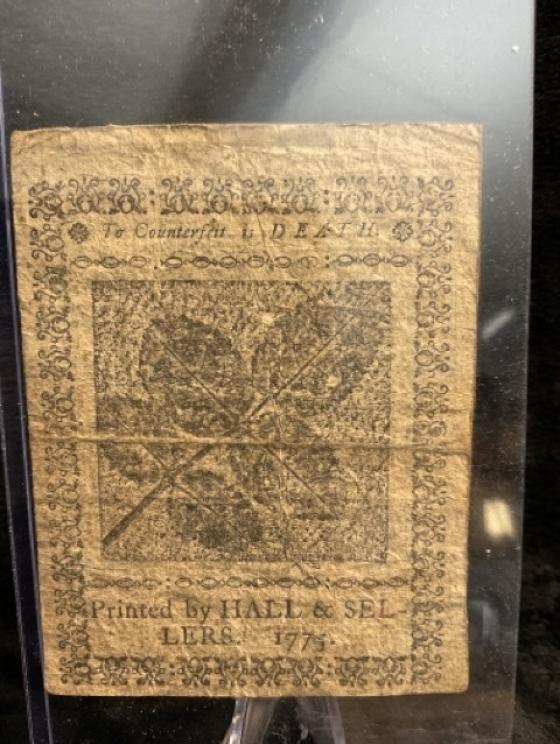 To Counterfeit is DEATH.
Printed by HALL & SEL-
LERS. 1775.